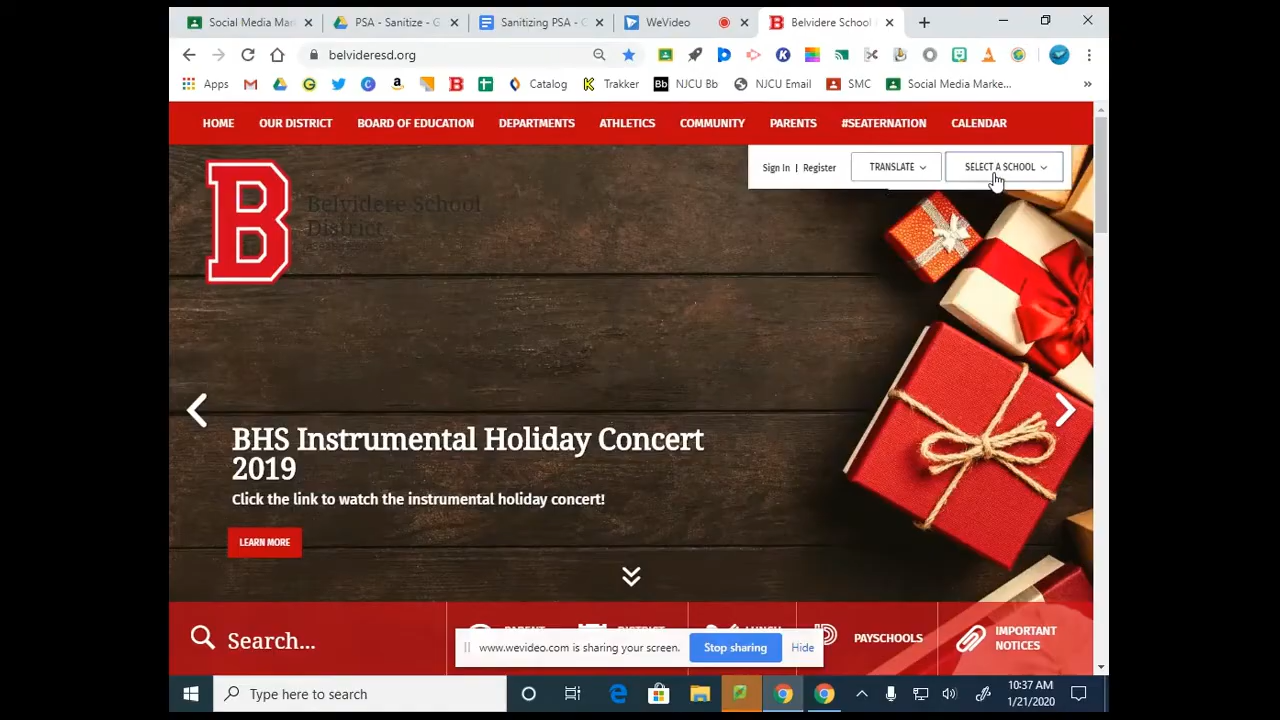 Social Media Mar
PSA - Sanitize - G
Sanitizing PSA - G
WeVideo
Belvidere School
belvideresd.org
Apps
Catalog
Trakker
Bb
NJCU Bb
NJCU Email
SMC
Social Media Marke...
HOME
OUR DISTRICT
BOARD OF EDUCATION
DEPARTMENTS
ATHLETICS
COMMUNITY
PARENTS
#SEATERNATION
CALENDAR
Sign In | Register
TRANSLATE
SELECT A SCHOOL
B
Belvidere School
District
BHS Instrumental Holiday Concert
2019
Click the link to watch the instrumental holiday concert!
LEARN MORE
Search...
PARENT
DISTRICT
LUNCH
PAYSCHOOLS
IMPORTANT
NOTICES
www.wevideo.com is sharing your screen.
Stop sharing
Hide
Type here to search
10:37 AM
1/21/2020